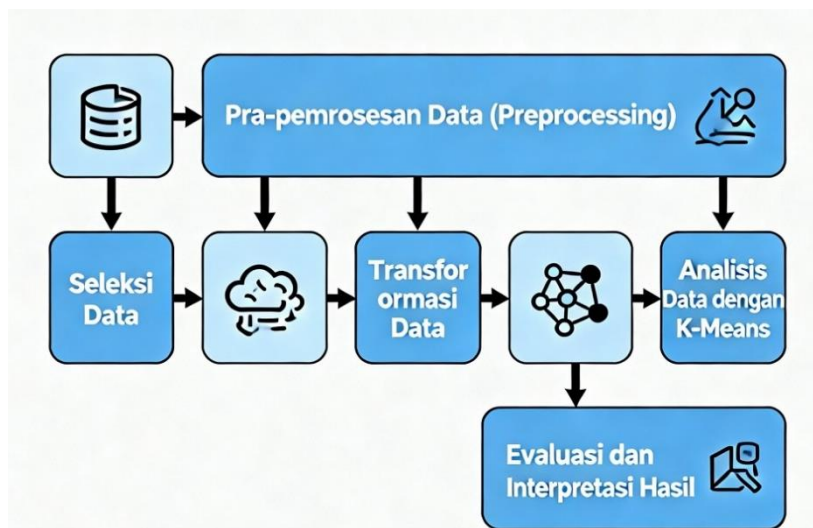 Pra-pemrosesan Data (Preprocessing)
Seleksi
Data
Transfor
ormasi
Data
Analisis
Data dengan
K-Means
Evaluasi dan
Interpretasi Hasil